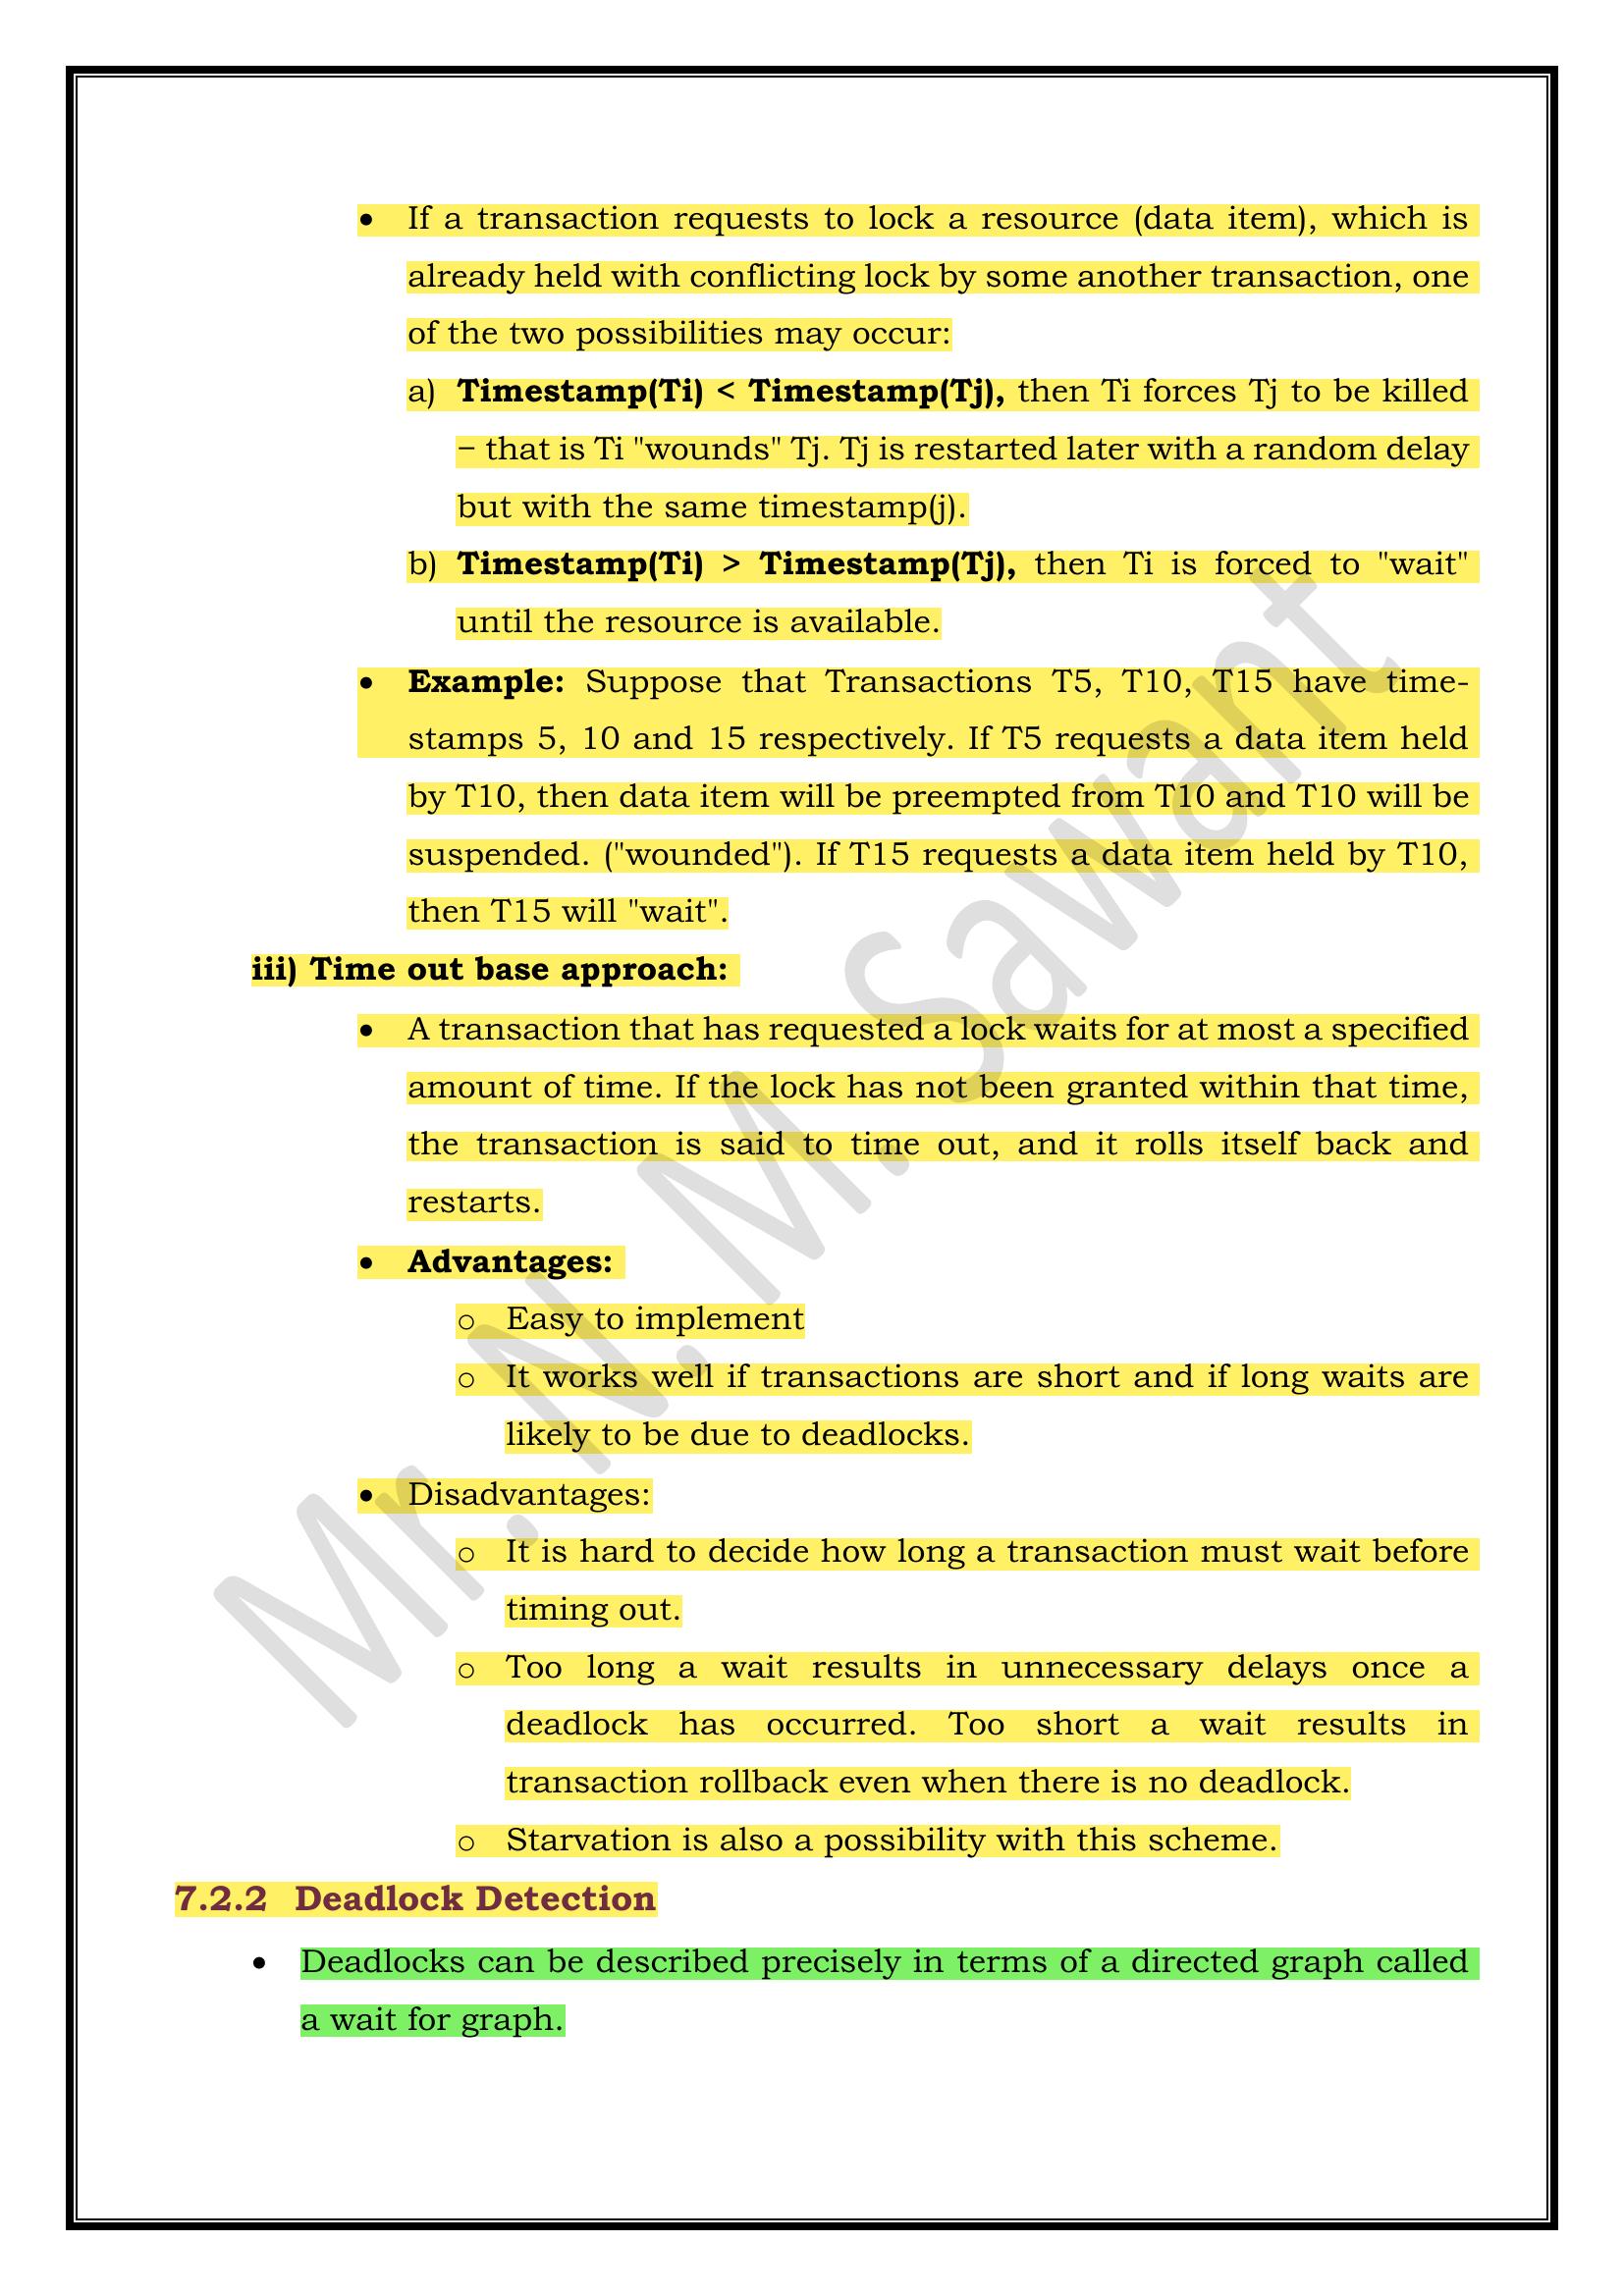 • If a transaction requests to lock a resource (data item), which is
already held with conflicting lock by some another transaction, one
of the two possibilities may occur:
a) Timestamp(Ti) < Timestamp(Tj), then Ti forces Tj to be killed
− that is Ti "wounds" Tj. Tj is restarted later with a random delay
but with the same timestamp(j).
b) Timestamp(Ti) > Timestamp(Tj), then Ti is forced to "wait"
until the resource is available.
• Example: Suppose that Transactions T5, T10, T15 have time-
stamps 5, 10 and 15 respectively. If T5 requests a data item held
by T10, then data item will be preempted from T10 and T10 will be
suspended. ("wounded"). If T15 requests a data item held by T10,
then T15 will "wait".
iii) Time out base approach:
• A transaction that has requested a lock waits for at most a specified
amount of time. If the lock has not been granted within that time,
the transaction is said to time out, and it rolls itself back and
restarts.
• Advantages:
o Easy to implement
o It works well if transactions are short and if long waits are
likely to be due to deadlocks.
• Disadvantages:
o It is hard to decide how long a transaction must wait before
timing out.
o Too long a wait results in unnecessary delays once a
deadlock has occurred. Too short a wait results in
transaction rollback even when there is no deadlock.
o Starvation is also a possibility with this scheme.
7.2.2 Deadlock Detection
• Deadlocks can be described precisely in terms of a directed graph called
a wait for graph.
Mr. N. M. Sawant